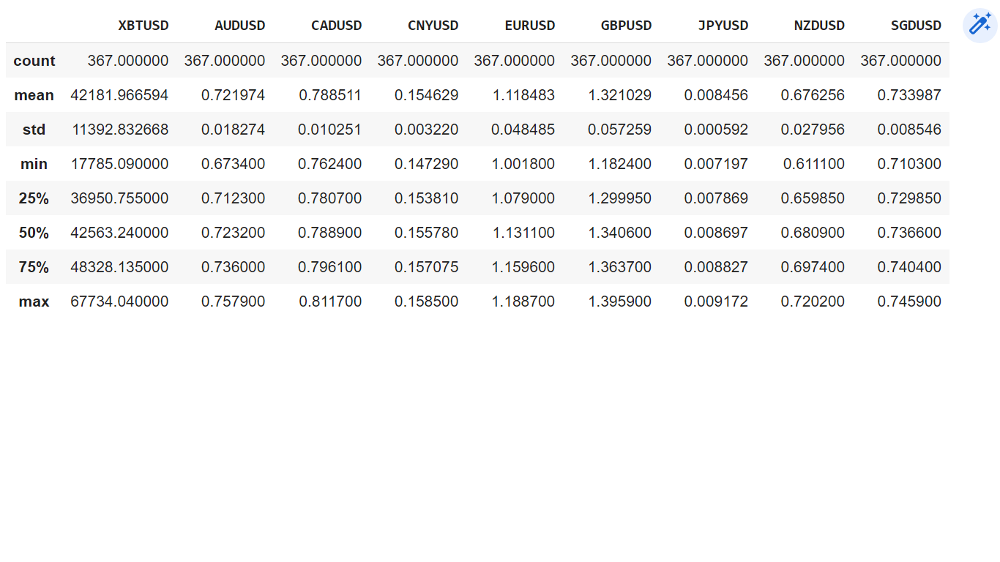 XBTUSD AUDUSD CADUSD CNYUSD EURUSD GBPUSD JPYUSD NZDUSD SGDUSD
count 367.000000 367.000000 367.000000 367.000000 367.000000 367.000000 367.000000 367.000000 367.000000
mean 42181.966594 0.721974 0.788511 0.154629 1.118483 1.321029 0.008456 0.676256 0.733987
std 11392.832668 0.018274 0.010251 0.003220 0.048485 0.057259 0.000592 0.027956 0.008546
min 17785.090000 0.673400 0.762400 0.147290 1.001800 1.182400 0.007197 0.611100 0.710300
25% 36950.755000 0.712300 0.780700 0.153810 1.079000 1.299950 0.007869 0.659850 0.729850
50% 42563.240000 0.723200 0.788900 0.155780 1.131100 1.340600 0.008697 0.680900 0.736600
75% 48328.135000 0.736000 0.796100 0.157075 1.159600 1.363700 0.008827 0.697400 0.740400
max 67734.040000 0.757900 0.811700 0.158500 1.188700 1.395900 0.009172 0.720200 0.745900